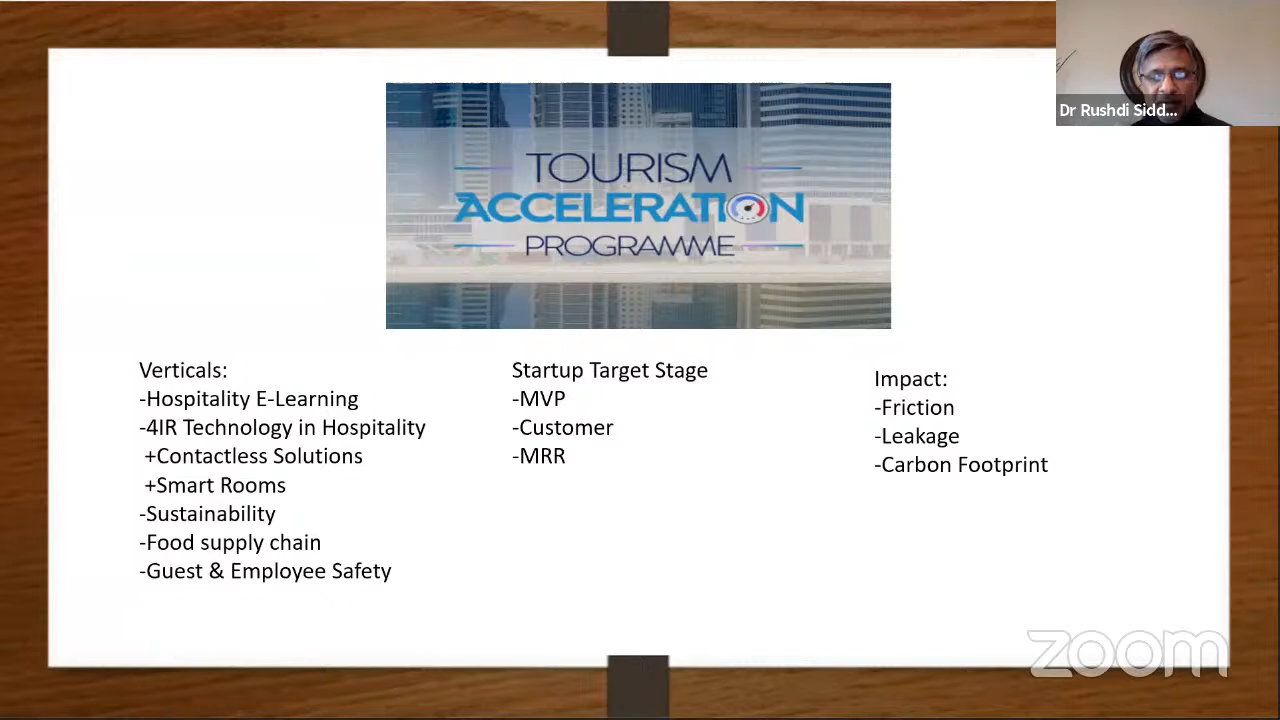 Dr Rushdi Sidd...
TOURISM
ACCELERATION
PROGRAMME
Verticals:
-Hospitality E-Learning
-4IR Technology in Hospitality
+Contactless Solutions
+Smart Rooms
-Sustainability
-Food supply chain
-Guest & Employee Safety
Startup Target Stage
-MVP
-Customer
-MRR
Impact:
-Friction
-Leakage
-Carbon Footprint
zoom